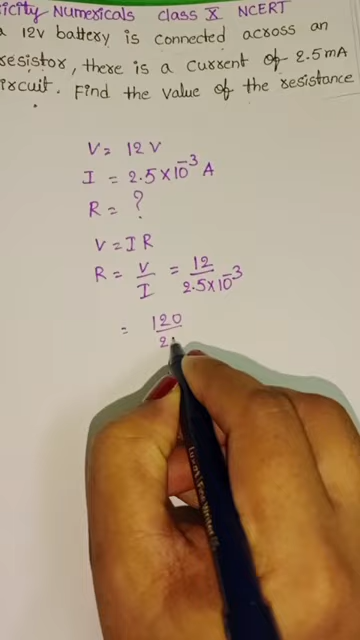 icity Numericals class X NCERT
a 12V battery is connected across an
resistor, there is a current of 2.5mA
ircuit. Find the value of the resistance
V = 12 V
I = 2.5×10⁻³ A
R = ?
V = I R
R = V/I = 12/2.5×10⁻³
= 120/2